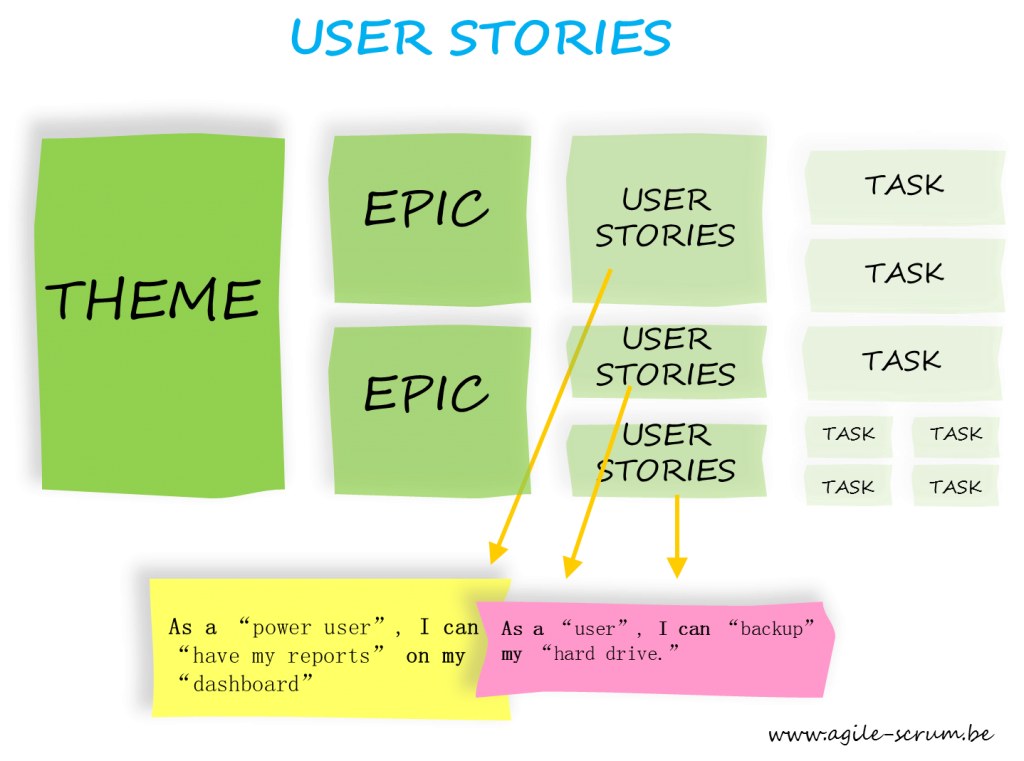 USER STORIES
THEME
EPIC
EPIC
USER
STORIES
USER
STORIES
USER
STORIES
TASK
TASK
TASK
TASK
TASK
TASK
TASK
As a “power user”, I can
“have my reports” on my
“dashboard”
As a “user”, I can “backup”
my “hard drive.”
www.agile-scrum.be